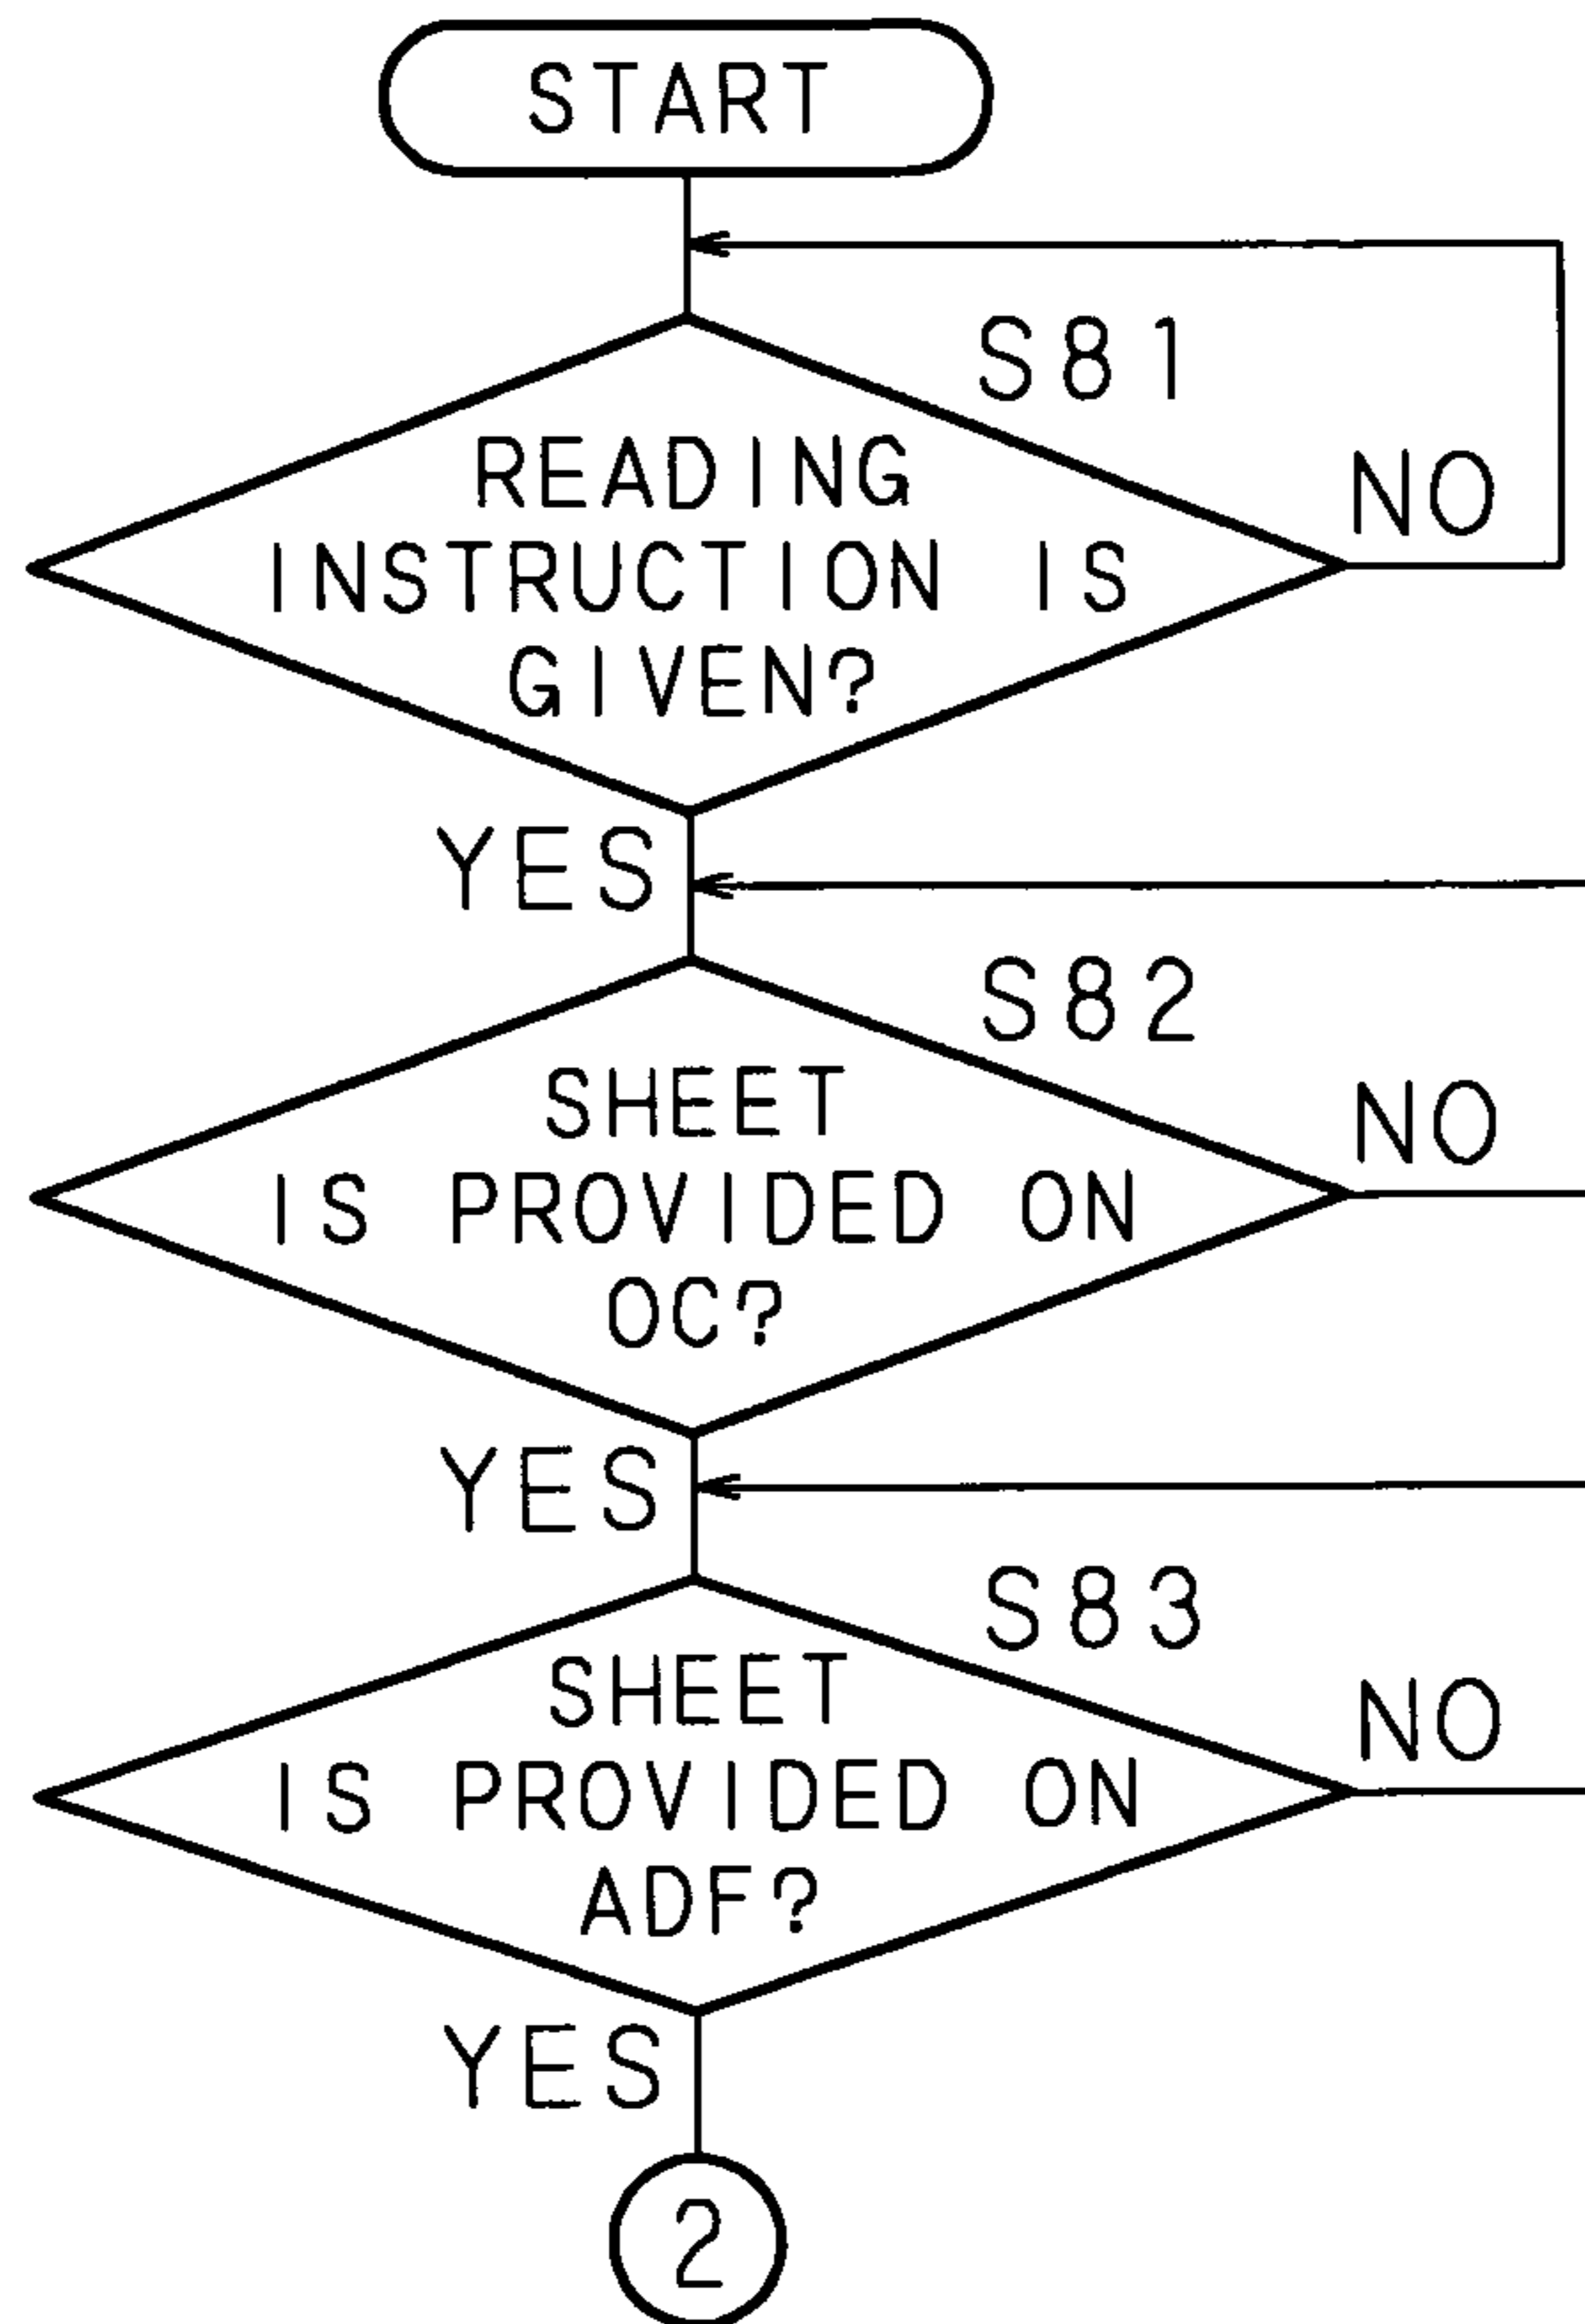 START
S81
READING
INSTRUCTION IS
GIVEN?
NO
YES
S82
SHEET
IS PROVIDED ON
OC?
NO
YES
S83
SHEET
IS PROVIDED ON
ADF?
NO
YES
2